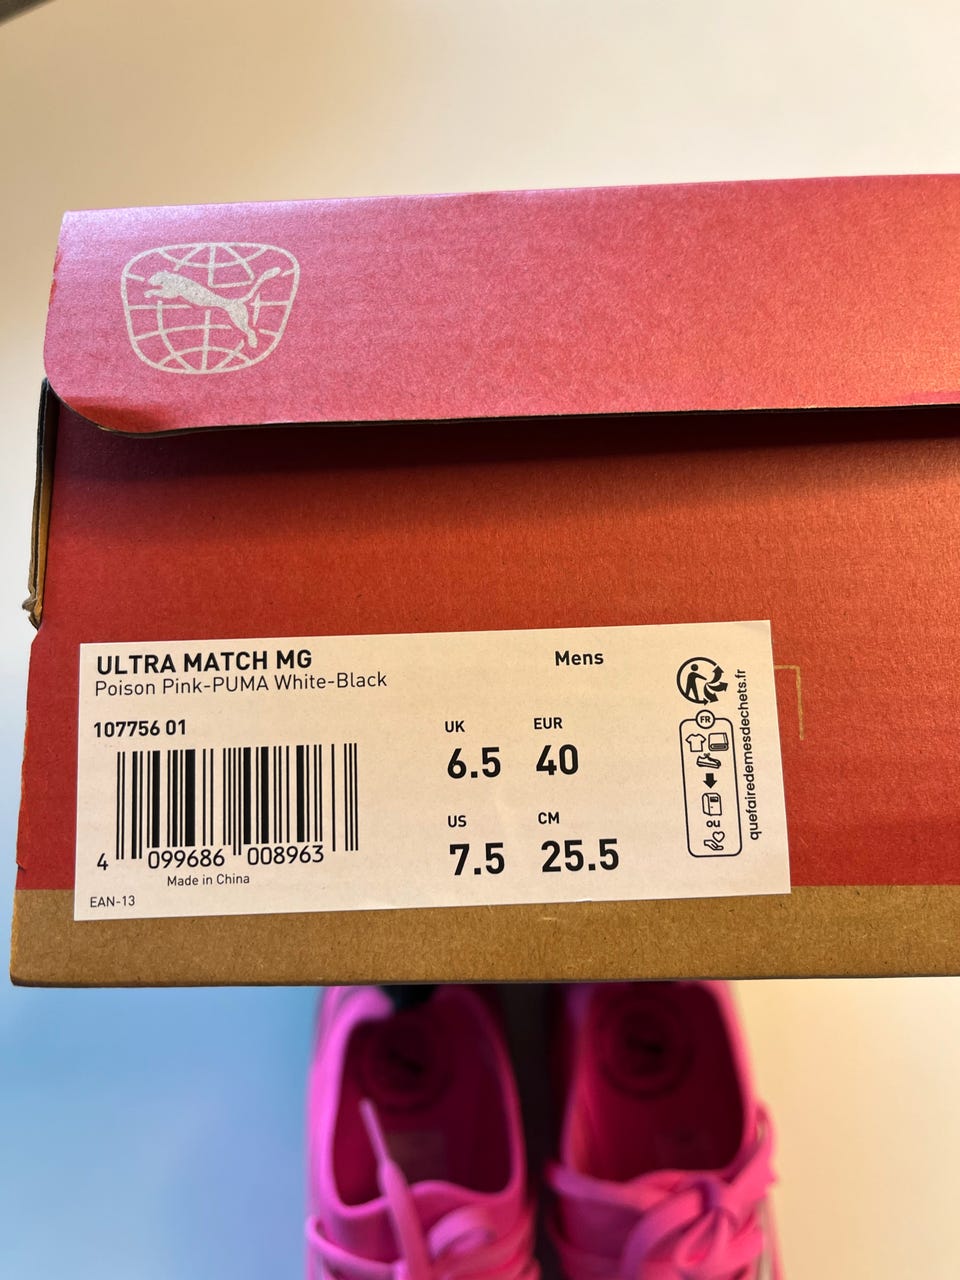 ULTRA MATCH MG
Mens
Poison Pink-PUMA White-Black
107756 01
UK EUR
6.5 40
US CM
7.5 25.5
4 099686 008963
Made in China
EAN-13
FR
ou
quefairedemesdechets.fr